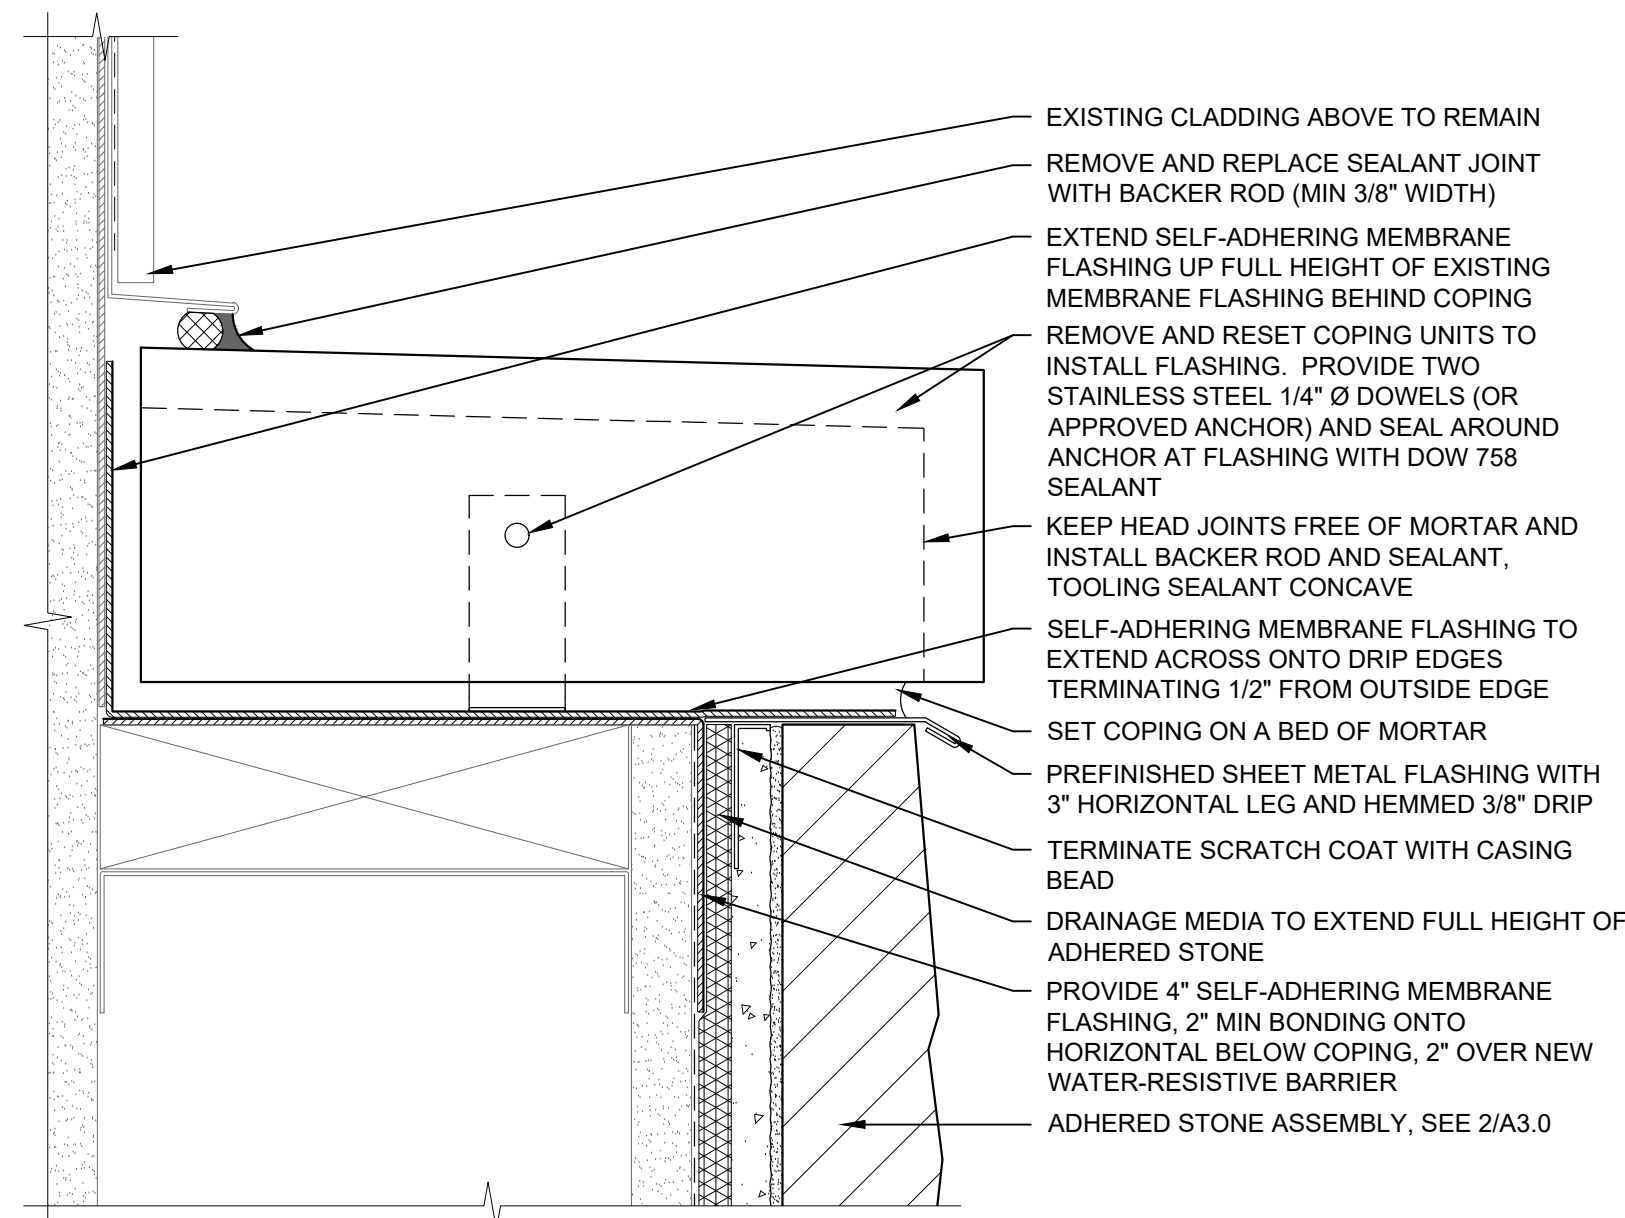 EXISTING CLADDING ABOVE TO REMAIN
REMOVE AND REPLACE SEALANT JOINT
WITH BACKER ROD (MIN 3/8" WIDTH)
EXTEND SELF-ADHERING MEMBRANE
FLASHING UP FULL HEIGHT OF EXISTING
MEMBRANE FLASHING BEHIND COPING
REMOVE AND RESET COPING UNITS TO
INSTALL FLASHING. PROVIDE TWO
STAINLESS STEEL 1/4" Ø DOWELS (OR
APPROVED ANCHOR) AND SEAL AROUND
ANCHOR AT FLASHING WITH DOW 758
SEALANT
KEEP HEAD JOINTS FREE OF MORTAR AND
INSTALL BACKER ROD AND SEALANT,
TOOLING SEALANT CONCAVE
SELF-ADHERING MEMBRANE FLASHING TO
EXTEND ACROSS ONTO DRIP EDGES
TERMINATING 1/2" FROM OUTSIDE EDGE
SET COPING ON A BED OF MORTAR
PREFINISHED SHEET METAL FLASHING WITH
3" HORIZONTAL LEG AND HEMMED 3/8" DRIP
TERMINATE SCRATCH COAT WITH CASING
BEAD
DRAINAGE MEDIA TO EXTEND FULL HEIGHT OF
ADHERED STONE
PROVIDE 4" SELF-ADHERING MEMBRANE
FLASHING, 2" MIN BONDING ONTO
HORIZONTAL BELOW COPING, 2" OVER NEW
WATER-RESISTIVE BARRIER
ADHERED STONE ASSEMBLY, SEE 2/A3.0